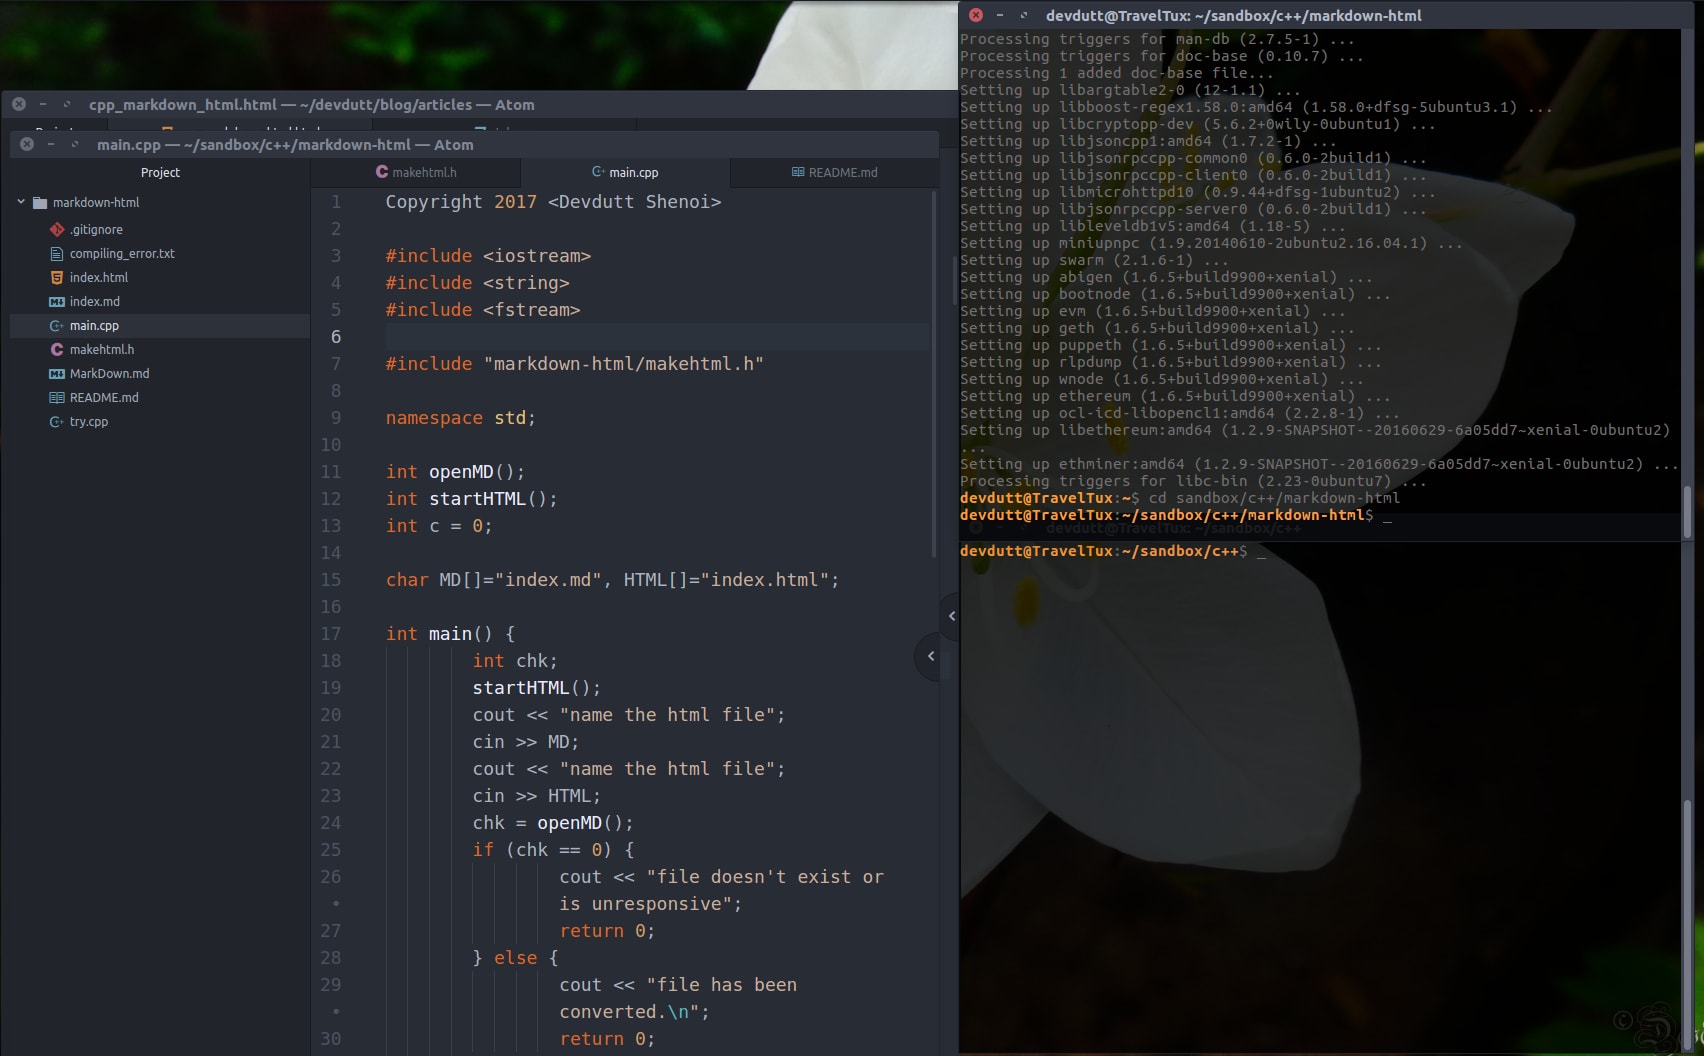 cpp_markdown_html.html — ~/devdutt/blog/articles — Atom
main.cpp — ~/sandbox/c++/markdown-html — Atom
Project
makehtml.h
main.cpp
README.md
markdown-html
.gitignore
compiling_error.txt
index.html
index.md
main.cpp
makehtml.h
MarkDown.md
README.md
try.cpp
1 Copyright 2017 <Devdutt Shenoi>
2
3 #include <iostream>
4 #include <string>
5 #include <fstream>
6
7 #include "markdown-html/makehtml.h"
8
9 namespace std;
10
11 int openMD();
12 int startHTML();
13 int c = 0;
14
15 char MD[]="index.md", HTML[]="index.html";
16
17 int main() {
18 int chk;
19 startHTML();
20 cout << "name the html file";
21 cin >> MD;
22 cout << "name the html file";
23 cin >> HTML;
24 chk = openMD();
25 if (chk == 0) {
26 cout << "file doesn't exist or
• is unresponsive";
27 return 0;
28 } else {
29 cout << "file has been
• converted.\n";
30 return 0;
devdutt@TravelTux: ~/sandbox/c++/markdown-html
Processing triggers for man-db (2.7.5-1) ...
Processing triggers for doc-base (0.10.7) ...
Processing 1 added doc-base file...
Setting up libargtable2-0 (12-1.1) ...
Setting up libboost-regex1.58.0:amd64 (1.58.0+dfsg-5ubuntu3.1) ...
Setting up libcryptopp-dev (5.6.2+0wily-0ubuntu1) ...
Setting up libjsoncpp1:amd64 (1.7.2-1) ...
Setting up libjsonrpccpp-common0 (0.6.0-2build1) ...
Setting up libjsonrpccpp-client0 (0.6.0-2build1) ...
Setting up libmicrohttpd10 (0.9.44+dfsg-1ubuntu2) ...
Setting up libjsonrpccpp-server0 (0.6.0-2build1) ...
Setting up libleveldb1v5:amd64 (1.18-5) ...
Setting up miniupnpc (1.9.20140610-2ubuntu2.16.04.1) ...
Setting up swarm (2.1.6-1) ...
Setting up abigen (1.6.5+build9900+xenial) ...
Setting up bootnode (1.6.5+build9900+xenial) ...
Setting up evm (1.6.5+build9900+xenial) ...
Setting up geth (1.6.5+build9900+xenial) ...
Setting up puppeth (1.6.5+build9900+xenial) ...
Setting up rlpdump (1.6.5+build9900+xenial) ...
Setting up wnode (1.6.5+build9900+xenial) ...
Setting up ethereum (1.6.5+build9900+xenial) ...
Setting up ocl-icd-libopencl1:amd64 (2.2.8-1) ...
Setting up libethereum:amd64 (1.2.9-SNAPSHOT--20160629-6a05dd7~xenial-0ubuntu2)
...
Setting up ethminer:amd64 (1.2.9-SNAPSHOT--20160629-6a05dd7~xenial-0ubuntu2) ...
Processing triggers for libc-bin (2.23-0ubuntu7) ...
devdutt@TravelTux:~$ cd sandbox/c++/markdown-html
devdutt@TravelTux:~/sandbox/c++/markdown-html$ _
devdutt@TravelTux: ~/sandbox/c++
devdutt@TravelTux:~/sandbox/c++$ _
©